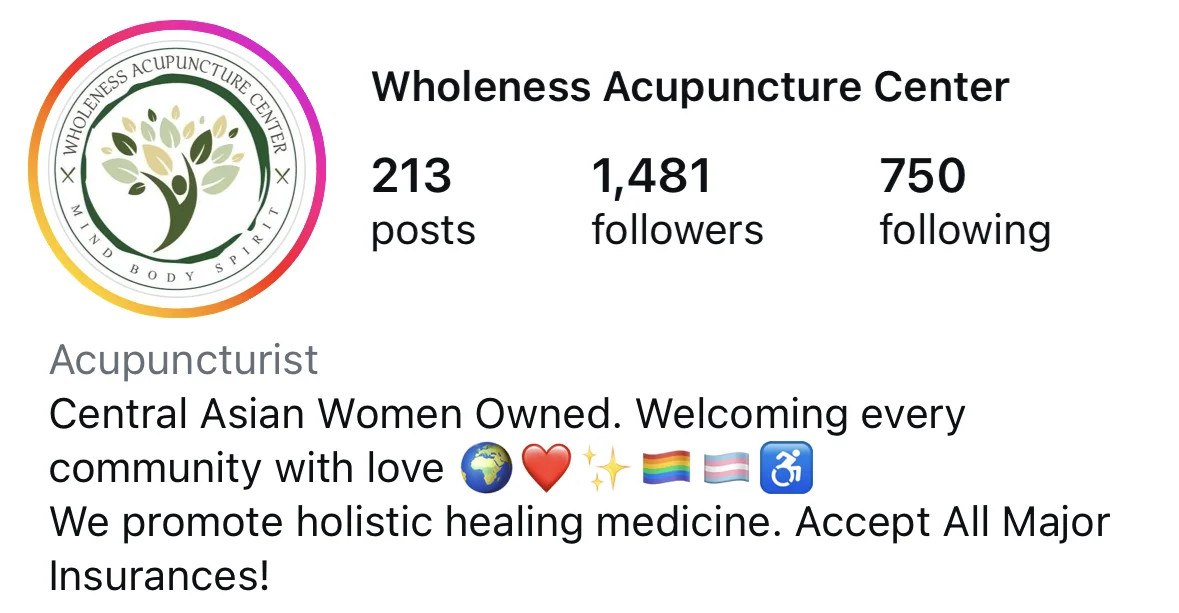 WHOLENESS ACUPUNCTURE CENTER
MIND BODY SPIRIT
Wholeness Acupuncture Center
213 1,481 750
posts followers following
Acupuncturist
Central Asian Women Owned. Welcoming every
community with love 🌍❤️✨🏳️‍🌈🏳️‍⚧️♿
We promote holistic healing medicine. Accept All Major
Insurances!